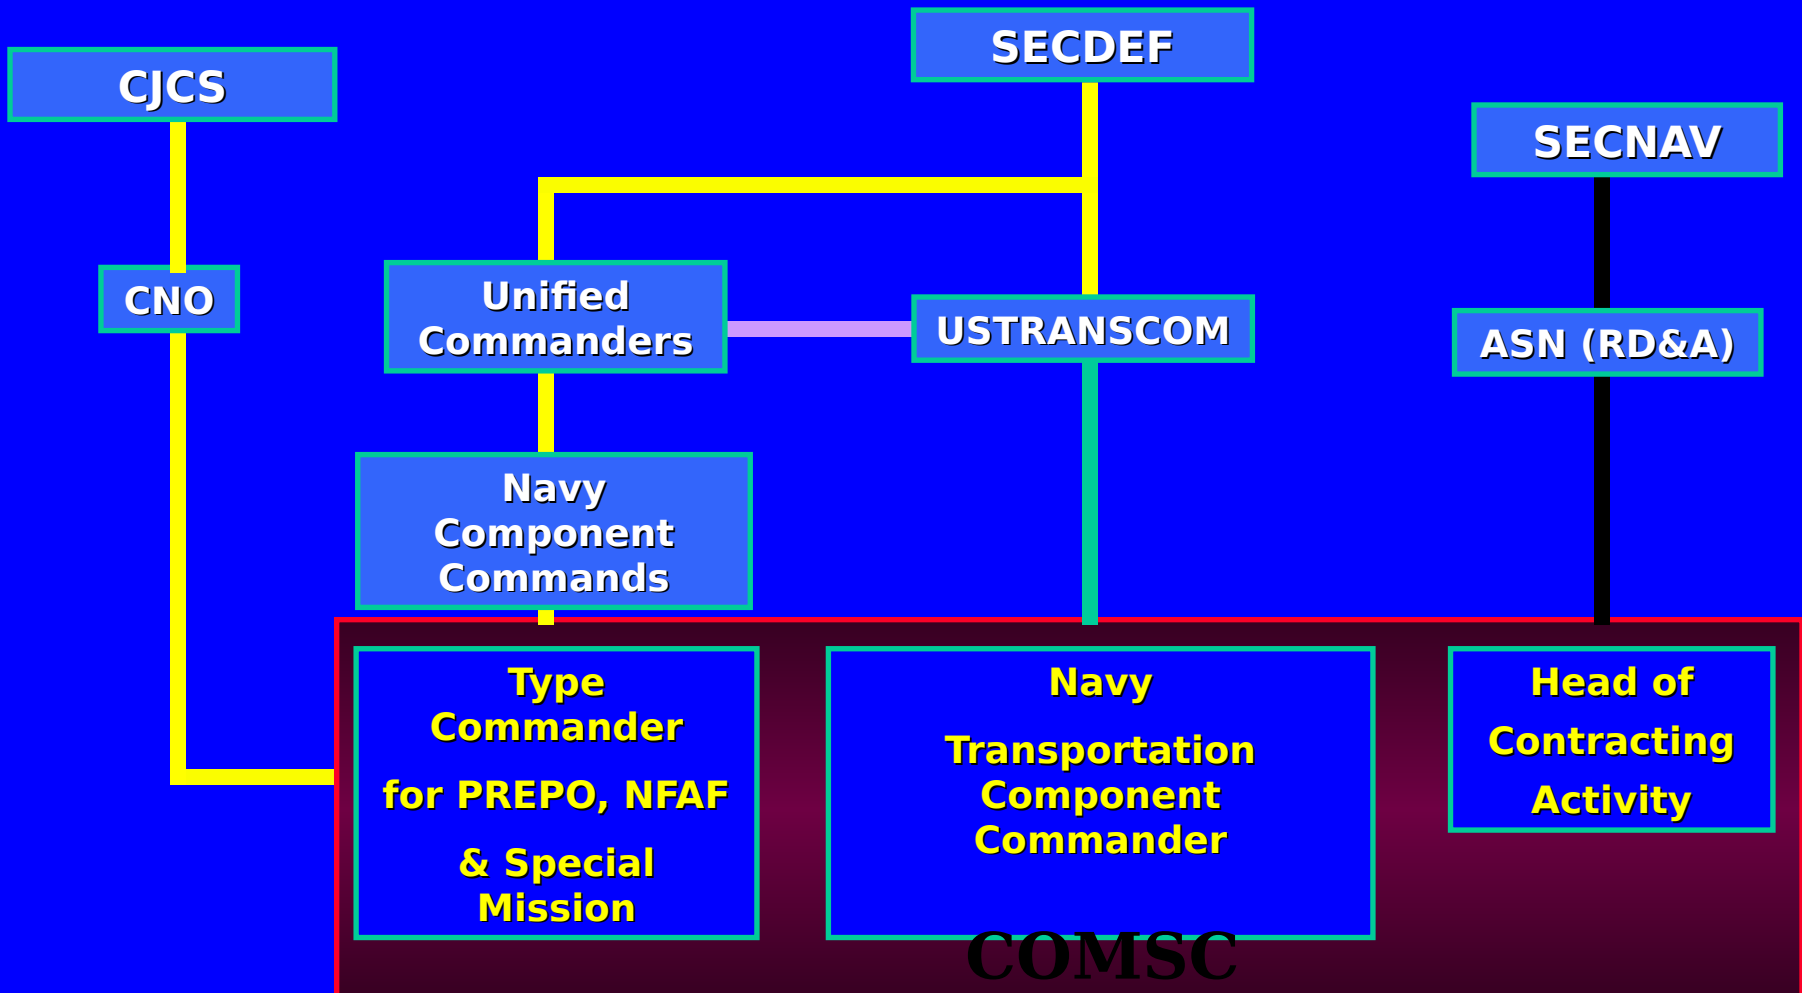 SECDEF
CJCS
SECNAV
CNO
Unified
Commanders
USTRANSCOM
ASN (RD&A)
Navy
Component
Commands
Type
Commander
for PREPO, NFAF
& Special
Mission
Navy
Transportation
Component
Commander
Head of
Contracting
Activity
COMSC